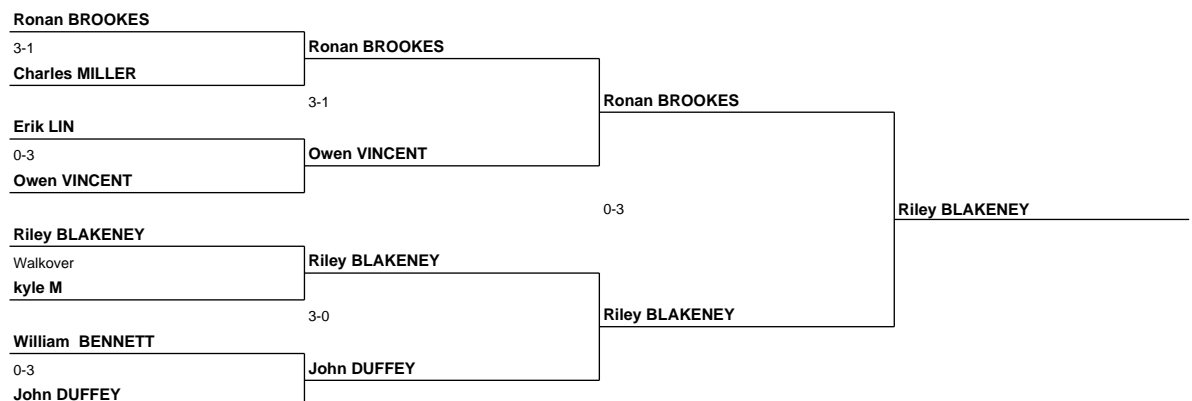 Ronan BROOKES
3-1
Charles MILLER
Ronan BROOKES
3-1
Ronan BROOKES
Erik LIN
0-3
Owen VINCENT
Owen VINCENT
0-3
Riley BLAKENEY
Riley BLAKENEY
Walkover
kyle M
Riley BLAKENEY
3-0
Riley BLAKENEY
William  BENNETT
0-3
John DUFFEY
John DUFFEY